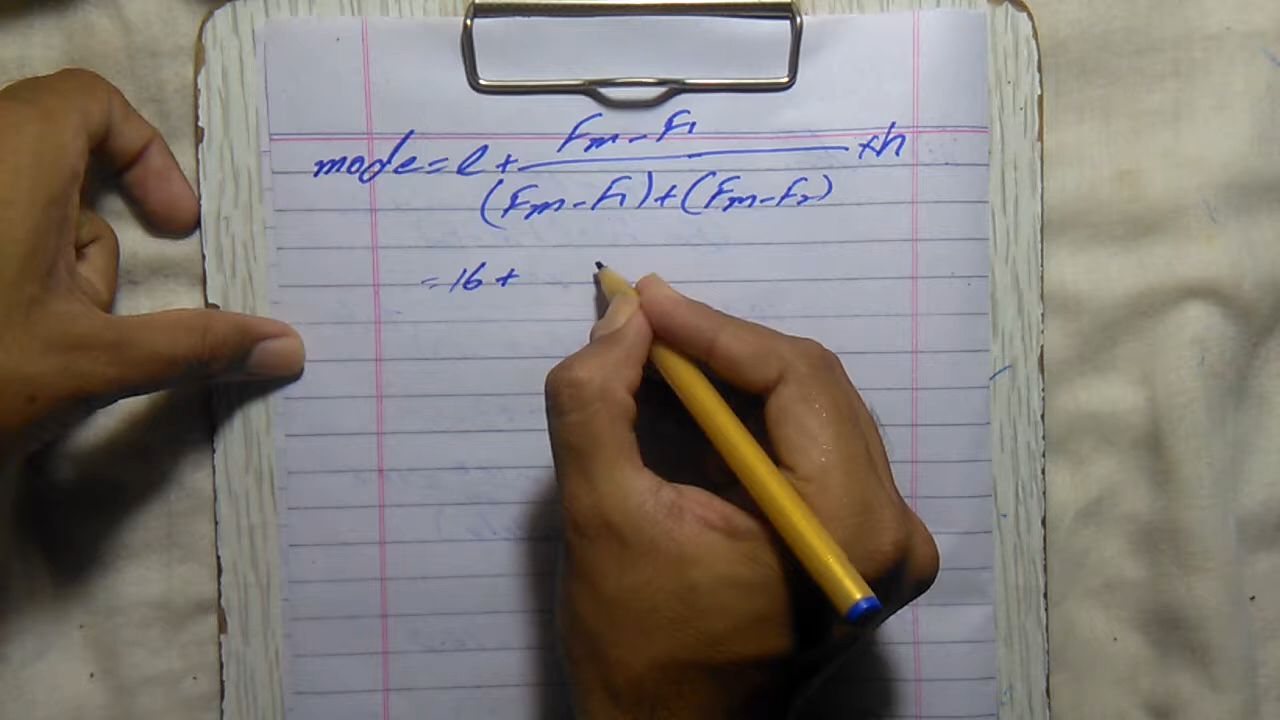 mode = l + (Fm - F1) / ((Fm - F1) + (Fm - F2)) × h
= 16 +